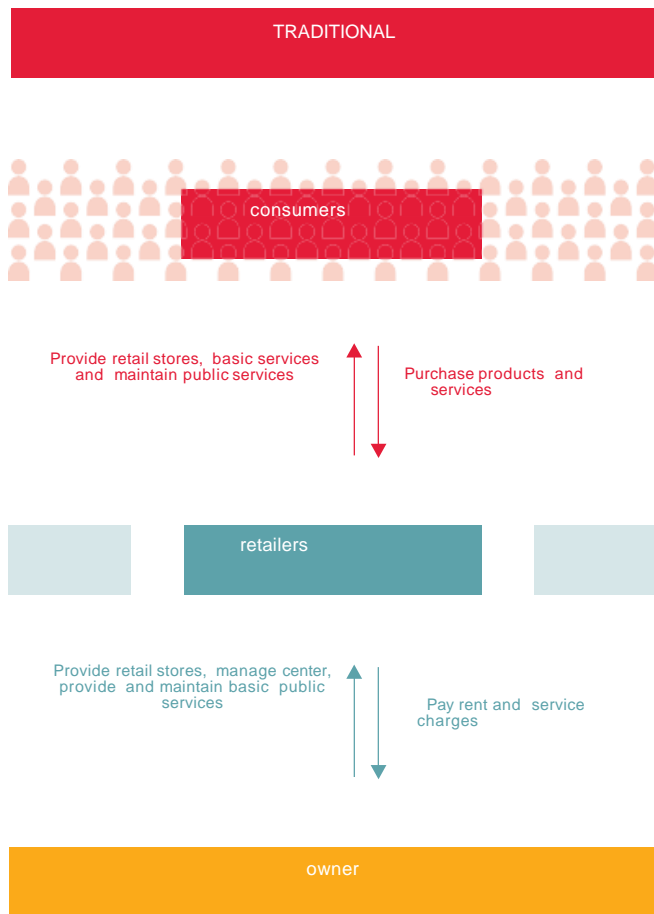 TRADITIONAL
consumers
Provide retail stores, basic services
and maintain public services
Purchase products and
services
retailers
Provide retail stores, manage center,
provide and maintain basic public
services
Pay rent and service
charges
owner